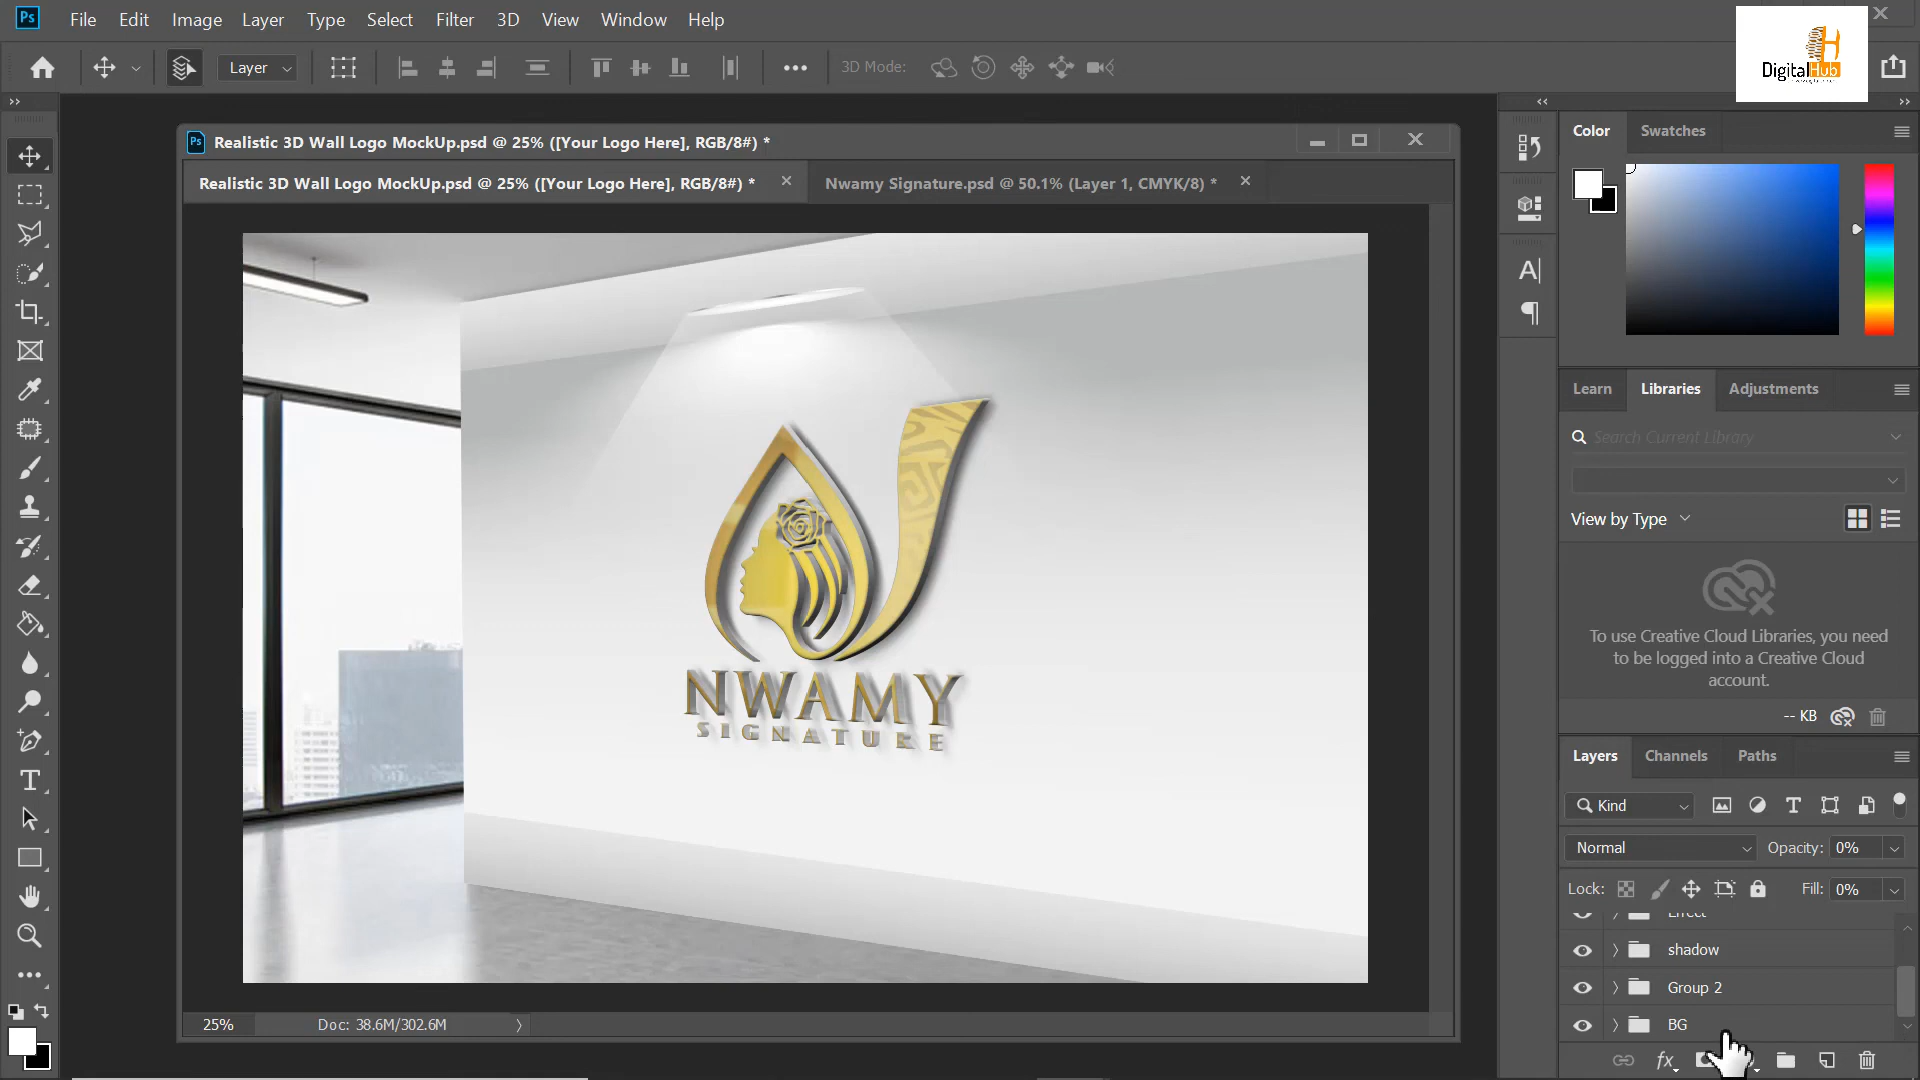 Ps File Edit Image Layer Type Select Filter 3D View Window Help
Layer 3D Mode:
Digital Hub
Ps Realistic 3D Wall Logo MockUp.psd @ 25% ([Your Logo Here], RGB/8#) *
Realistic 3D Wall Logo MockUp.psd @ 25% ([Your Logo Here], RGB/8#) *
Nwamy Signature.psd @ 50.1% (Layer 1, CMYK/8) *
NWAMY
SIGNATURE
25% Doc: 38.6M/302.6M
Color Swatches
Learn Libraries Adjustments
Search Current Library
View by Type
To use Creative Cloud Libraries, you need
to be logged into a Creative Cloud
account.
-- KB
Layers Channels Paths
Kind
Normal Opacity: 0%
Lock: Fill: 0%
Effect
shadow
Group 2
BG
fx